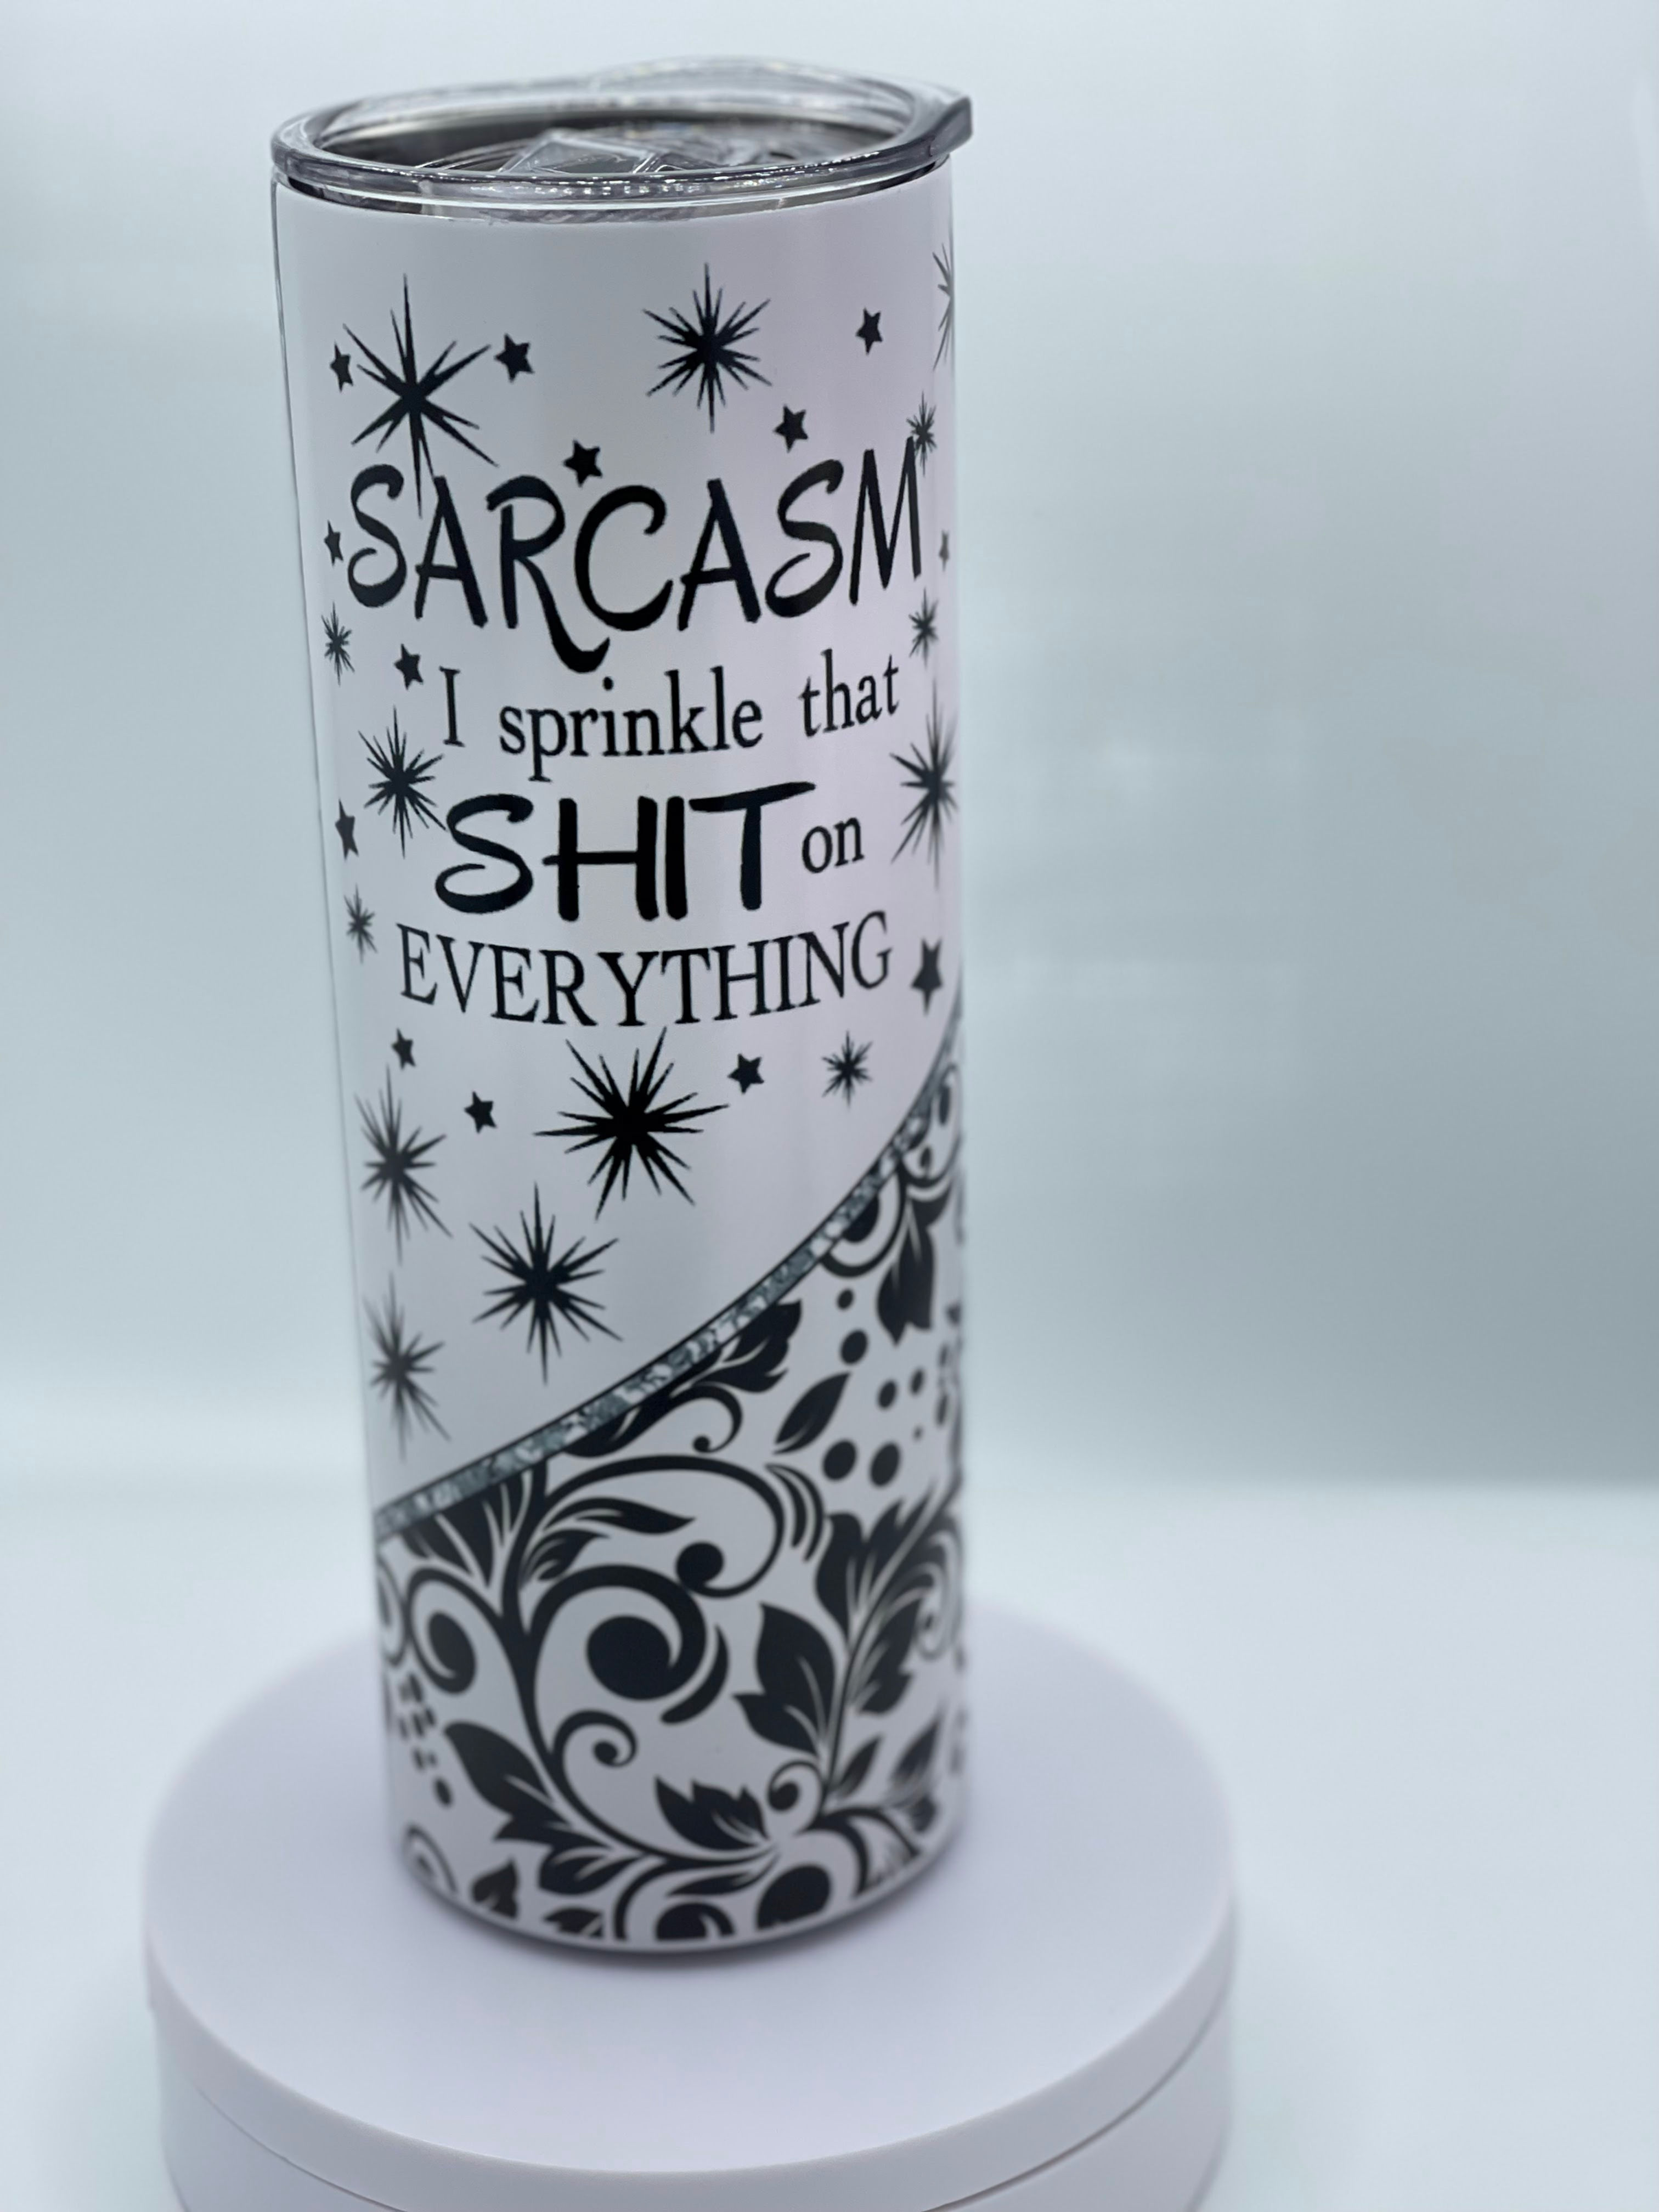 SARCASM
I sprinkle that
SHIT on
EVERYTHING